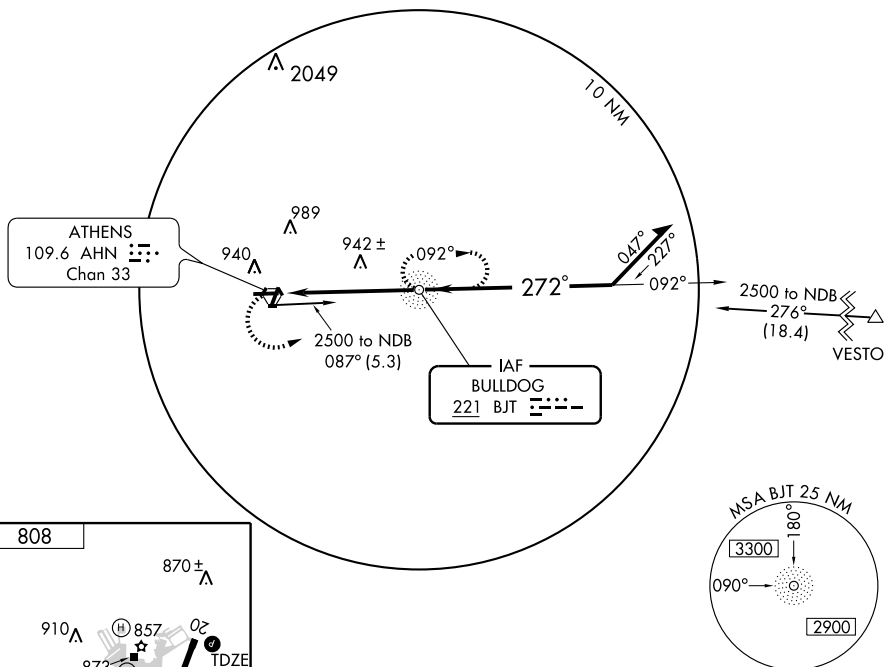 2049
10 NM
ATHENS
109.6 AHN
Chan 33
989
940
942 ±
092°
047°
227°
272°
092°
2500 to NDB
276°
(18.4)
VESTO
2500 to NDB
087° (5.3)
IAF
BULLDOG
221 BJT
MSA BJT 25 NM
180°
3300
090°
2900
808
870 ±
910
H 857
20
P
TDZE